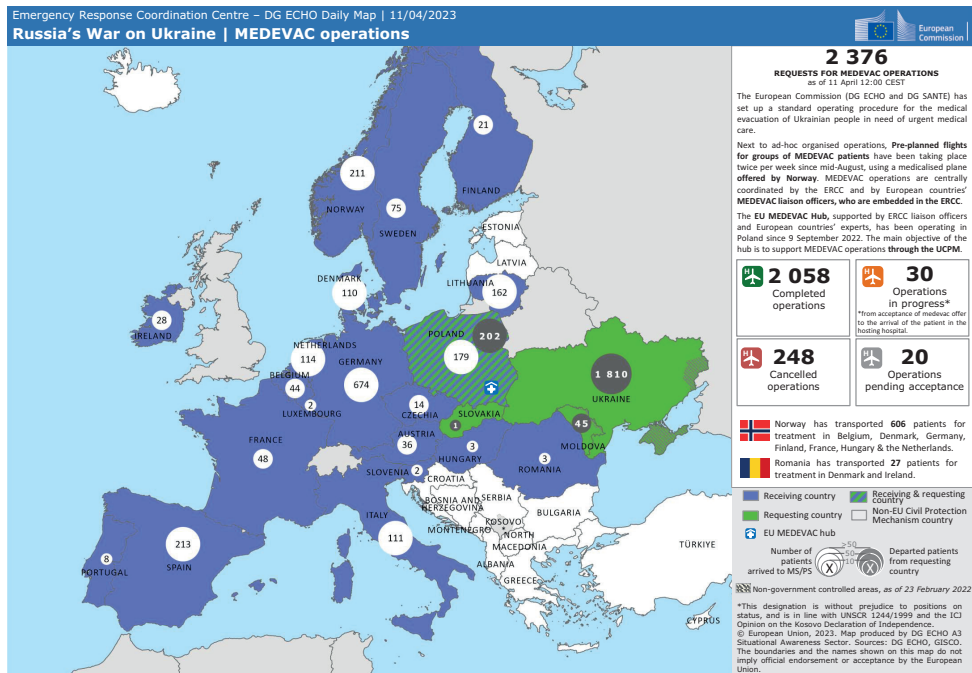 Emergency Response Coordination Centre – DG ECHO Daily Map | 11/04/2023
Russia's War on Ukraine | MEDEVAC operations
European
Commission
2 376
REQUESTS FOR MEDEVAC OPERATIONS
as of 11 April 12:00 CEST
The European Commission (DG ECHO and DG SANTE) has
set up a standard operating procedure for the medical
evacuation of Ukrainian people in need of urgent medical
care.
Next to ad-hoc organised operations, Pre-planned flights
for groups of MEDEVAC patients have been taking place
twice per week since mid-August, using a medicalised plane
offered by Norway. MEDEVAC operations are centrally
coordinated by the ERCC and by European countries'
MEDEVAC liaison officers, who are embedded in the ERCC.
The EU MEDEVAC Hub, supported by ERCC liaison officers
and European countries' experts, has been operating in
Poland since 9 September 2022. The main objective of the
hub is to support MEDEVAC operations through the UCPM.
2 058
Completed
operations
30
Operations
in progress*
*from acceptance of medevac offer
to the arrival of the patient in the
hosting hospital.
248
Cancelled
operations
20
Operations
pending acceptance
Norway has transported 606 patients for
treatment in Belgium, Denmark, Germany,
Finland, France, Hungary & the Netherlands.
Romania has transported 27 patients for
treatment in Denmark and Ireland.
Receiving country
Receiving & requesting
country
Requesting country
Non-EU Civil Protection
Mechanism country
EU MEDEVAC hub
Number of
patients
arrived to MS/PS
>50
50
10
X
X
Departed patients
from requesting
country
Non-government controlled areas, as of 23 February 2022
*This designation is without prejudice to positions on
status, and is in line with UNSCR 1244/1999 and the ICJ
Opinion on the Kosovo Declaration of Independence.
© European Union, 2023. Map produced by DG ECHO A3
Situational Awareness Sector. Sources: DG ECHO, GISCO.
The boundaries and the names shown on this map do not
imply official endorsement or acceptance by the European
Union.
21
FINLAND
211
NORWAY
75
SWEDEN
ESTONIA
LATVIA
LITHUANIA
162
DENMARK
110
28
IRELAND
POLAND
202
179
NETHERLANDS
114
GERMANY
674
BELGIUM
44
2
LUXEMBOURG
14
CZECHIA
SLOVAKIA
1
1 810
UKRAINE
45
MOLDOVA
AUSTRIA
36
3
HUNGARY
3
ROMANIA
FRANCE
48
SLOVENIA
2
CROATIA
BOSNIA AND
HERZEGOVINA
SERBIA
MONTENEGRO
KOSOVO
*
NORTH
MACEDONIA
BULGARIA
ALBANIA
GREECE
ITALY
111
213
SPAIN
8
PORTUGAL
TÜRKIYE
CYPRUS